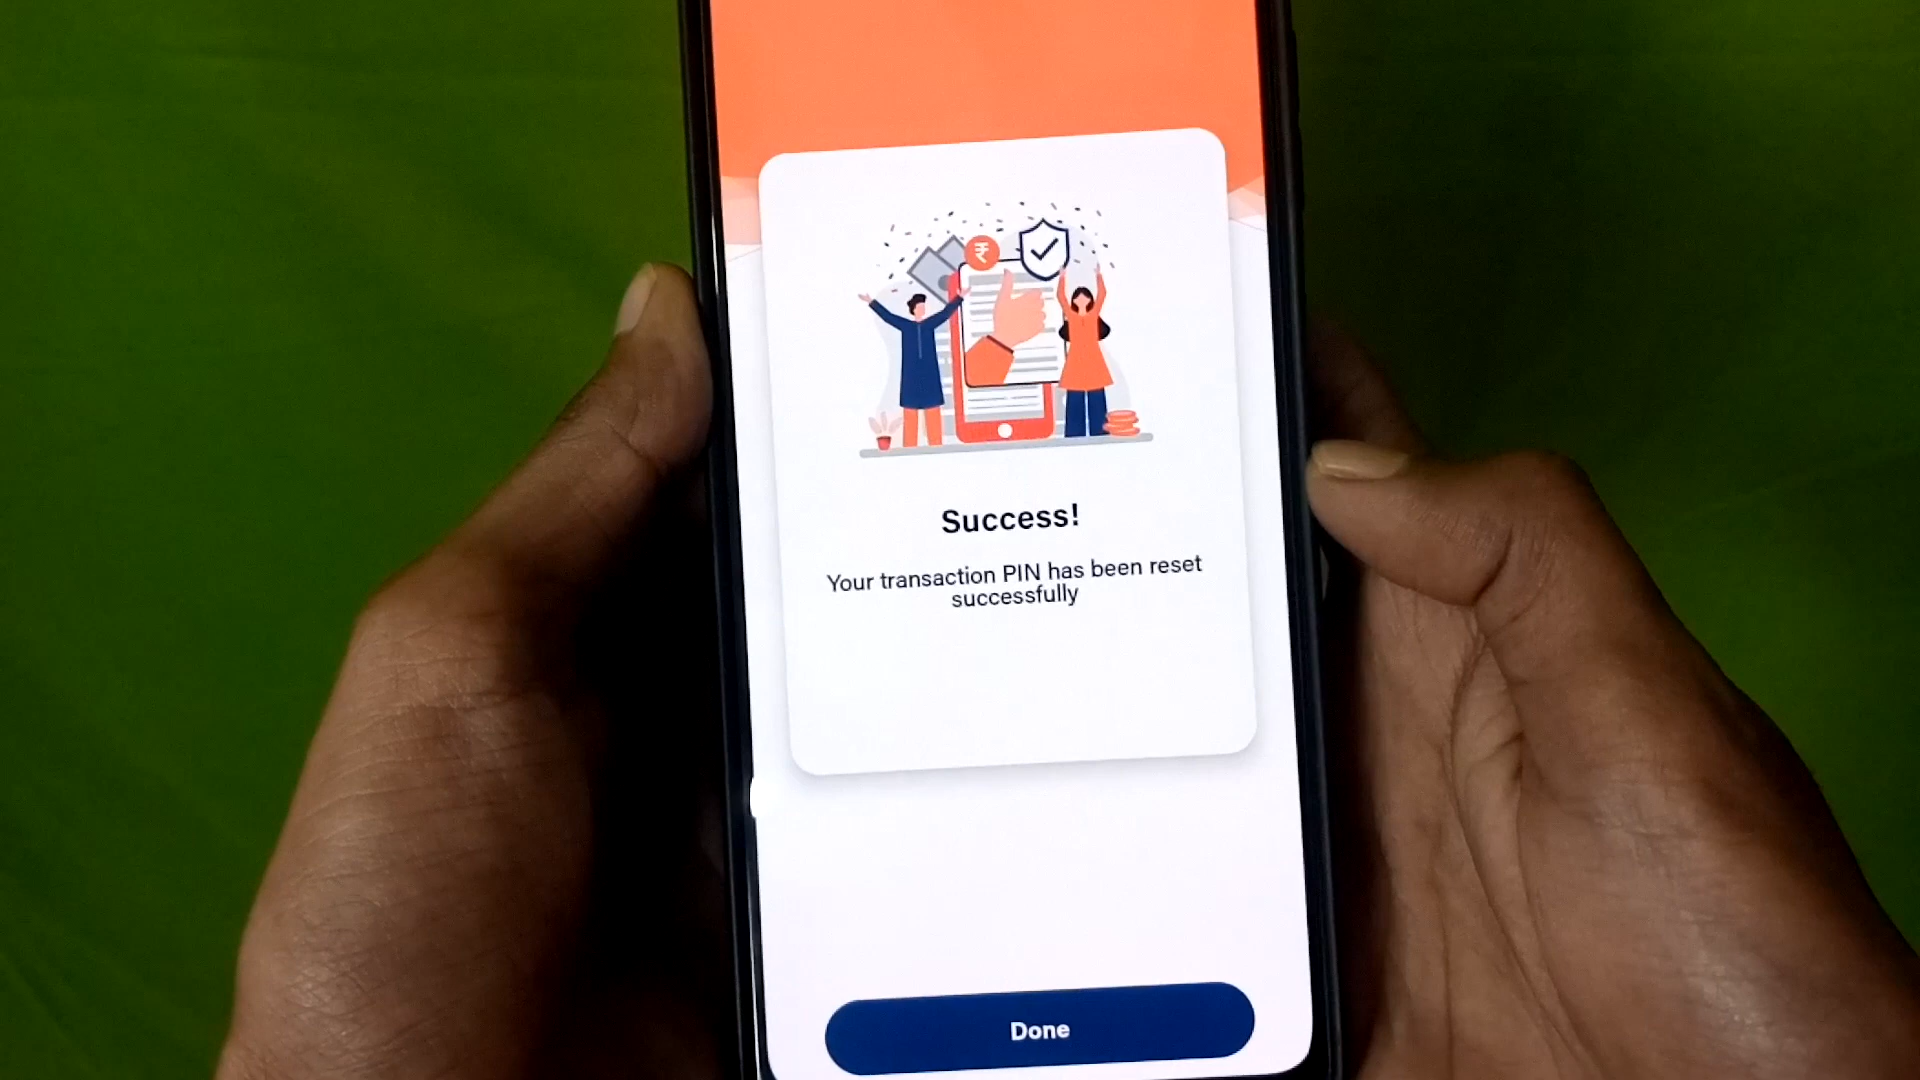 ₹
Success!
Your transaction PIN has been reset
successfully
Done